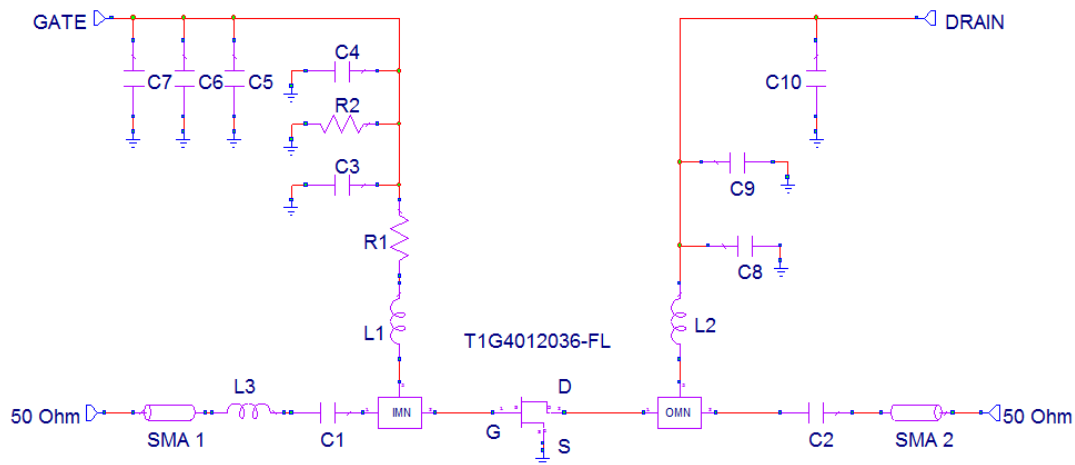 GATE
DRAIN
C4
C7
C6
C5
C10
R2
C3
C9
R1
C8
L1
L2
T1G4012036-FL
L3
D
50 Ohm
IMN
OMN
50 Ohm
SMA 1
C1
G
S
C2
SMA 2